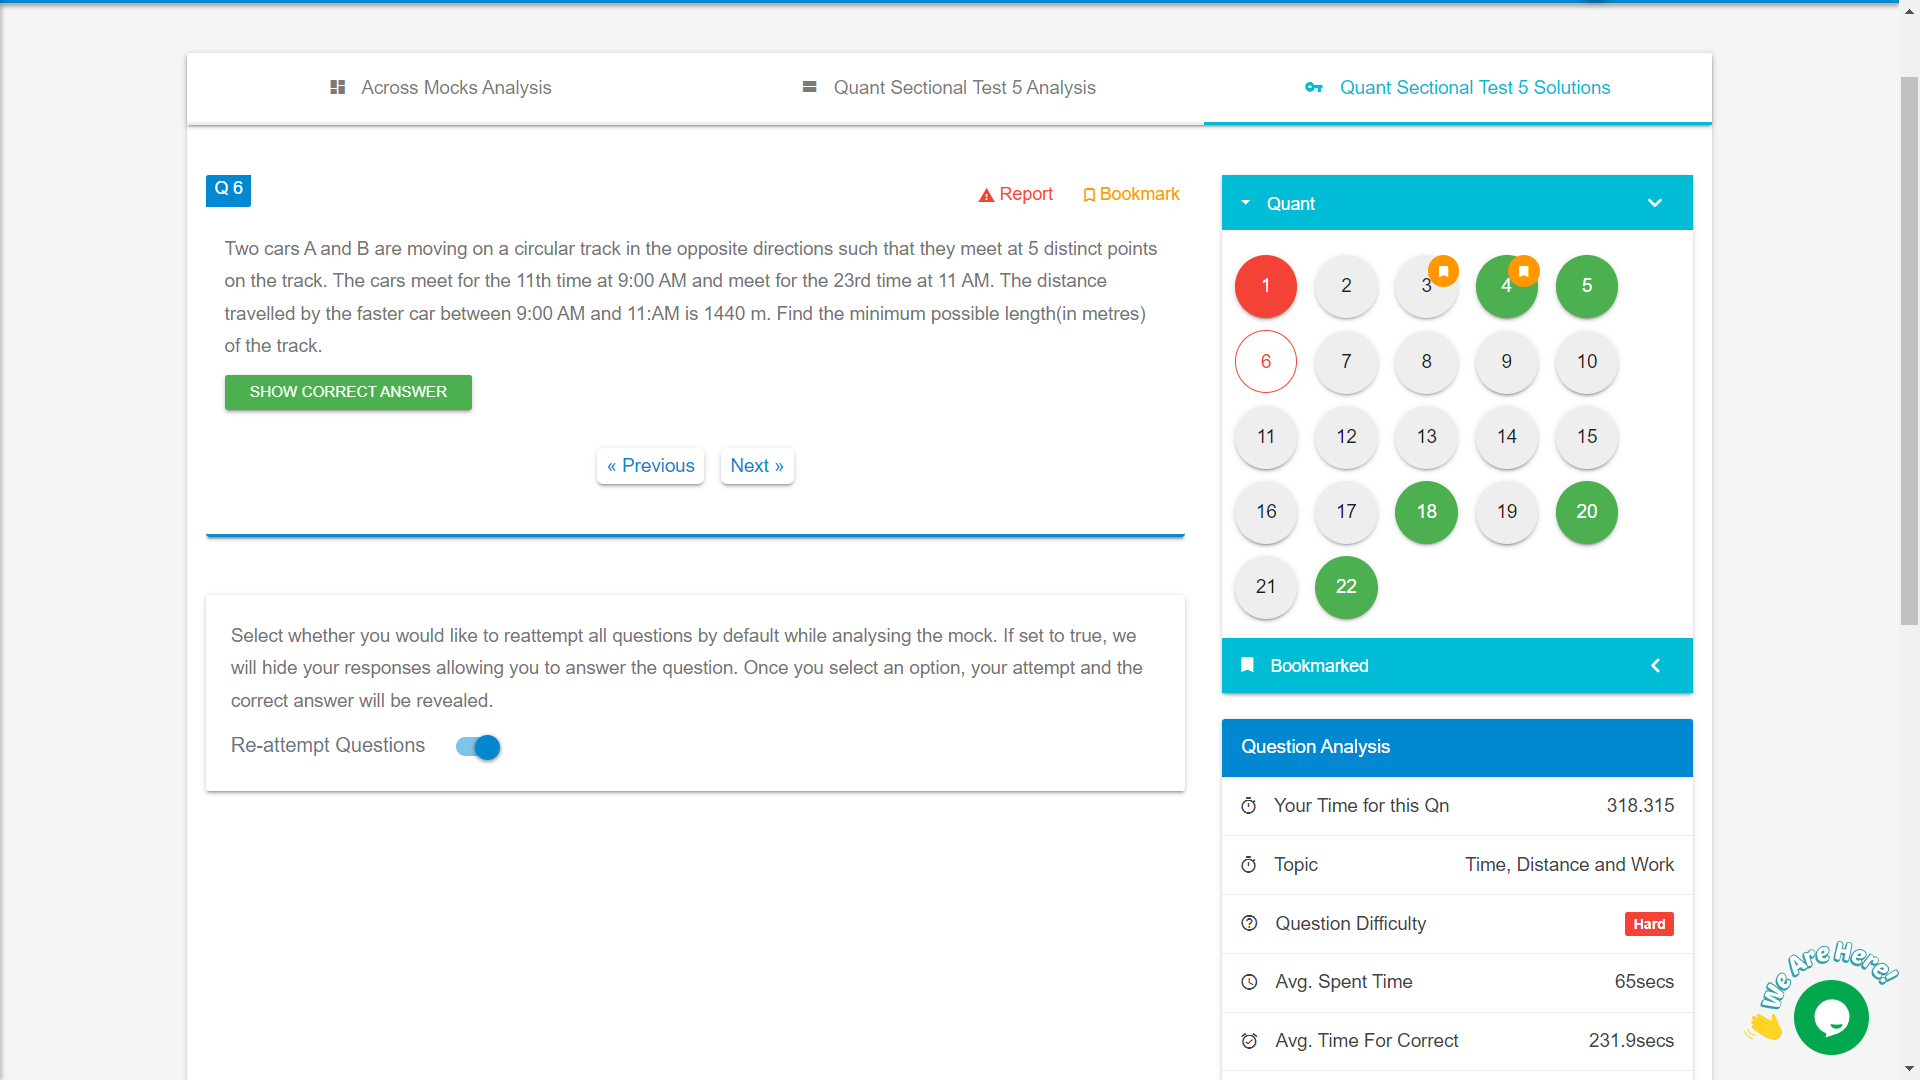 Across Mocks Analysis
Quant Sectional Test 5 Analysis
Quant Sectional Test 5 Solutions
Q 6
Report
Bookmark
Two cars A and B are moving on a circular track in the opposite directions such that they meet at 5 distinct points
on the track. The cars meet for the 11th time at 9:00 AM and meet for the 23rd time at 11 AM. The distance
travelled by the faster car between 9:00 AM and 11:AM is 1440 m. Find the minimum possible length(in metres)
of the track.
SHOW CORRECT ANSWER
« Previous
Next »
Select whether you would like to reattempt all questions by default while analysing the mock. If set to true, we
will hide your responses allowing you to answer the question. Once you select an option, your attempt and the
correct answer will be revealed.
Re-attempt Questions
Quant
1 2 3 4 5
6 7 8 9 10
11 12 13 14 15
16 17 18 19 20
21 22
Bookmarked
Question Analysis
Your Time for this Qn 318.315
Topic Time, Distance and Work
Question Difficulty Hard
Avg. Spent Time 65secs
Avg. Time For Correct 231.9secs
We Are Here!